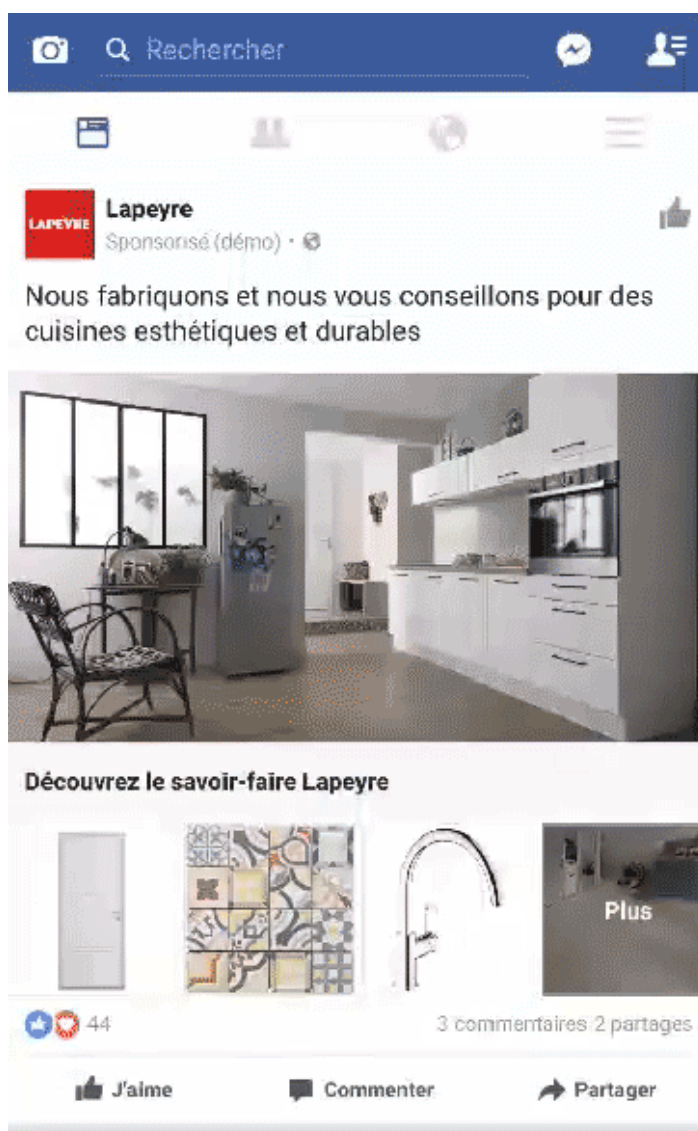 Rechercher
LAPEYRE
Lapeyre
Sponsorisé (démo) ·
Nous fabriquons et nous vous conseillons pour des
cuisines esthétiques et durables
Découvrez le savoir-faire Lapeyre
Plus
44
3 commentaires 2 partages
J'aime
Commenter
Partager